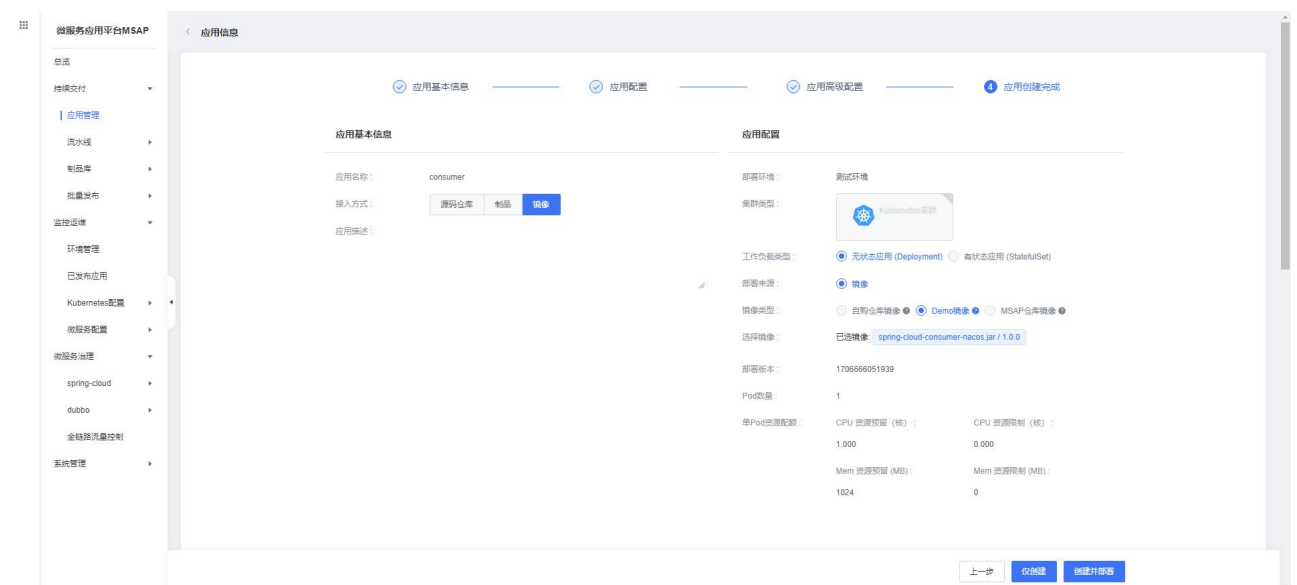 微服务应用平台MSAP
应用信息
总览
持续交付
应用管理
流水线
制品库
批量发布
监控运维
环境管理
已发布应用
Kubernetes配置
微服务配置
微服务治理
spring-cloud
dubbo
全链路流量控制
系统管理
应用基本信息
应用配置
应用高级配置
4 应用创建完成
应用基本信息
应用名称 :
consumer
接入方式 :
源码仓库 制品 镜像
应用描述 :
应用配置
部署环境 :
测试环境
集群类型 :
Kubernetes集群
工作负载类型 :
无状态应用 (Deployment) 有状态应用 (StatefulSet)
部署来源 :
镜像
镜像类型 :
自购仓库镜像 Demo镜像 MSAP仓库镜像
选择镜像 :
已选镜像: spring-cloud-consumer-nacos.jar / 1.0.0
部署版本 :
1706666051939
Pod数量 :
1
单Pod资源配额 :
CPU 资源预留（核） : CPU 资源限制（核） :
1.000 0.000
Mem 资源预留 (MB) : Mem 资源限制 (MB) :
1024 0
上一步 仅创建 创建并部署